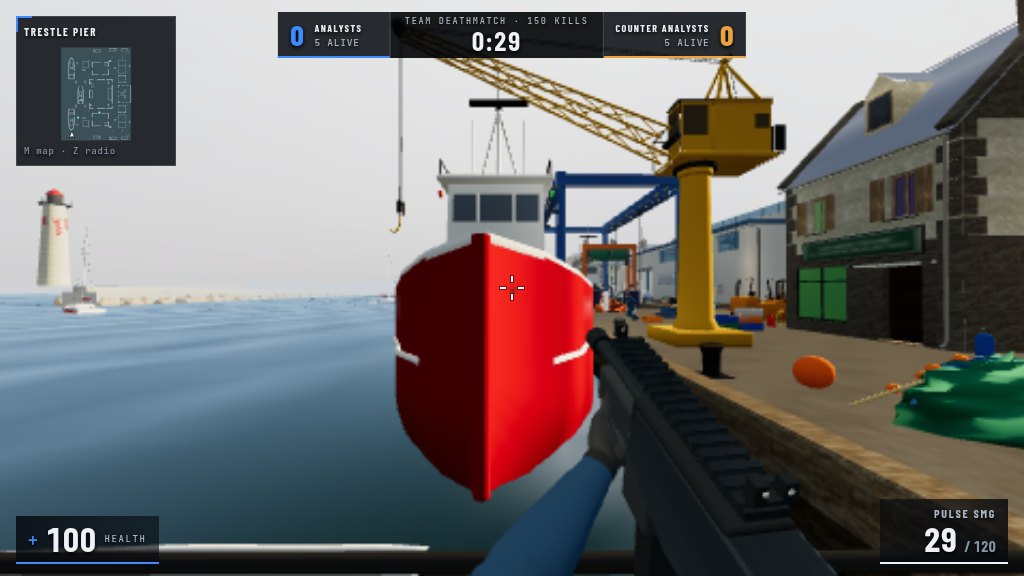 TRESTLE PIER
M map · Z radio
0 ANALYSTS
5 ALIVE
TEAM DEATHMATCH · 150 KILLS
0:29
COUNTER ANALYSTS 0
5 ALIVE
+ 100 HEALTH
PULSE SMG
29 / 120